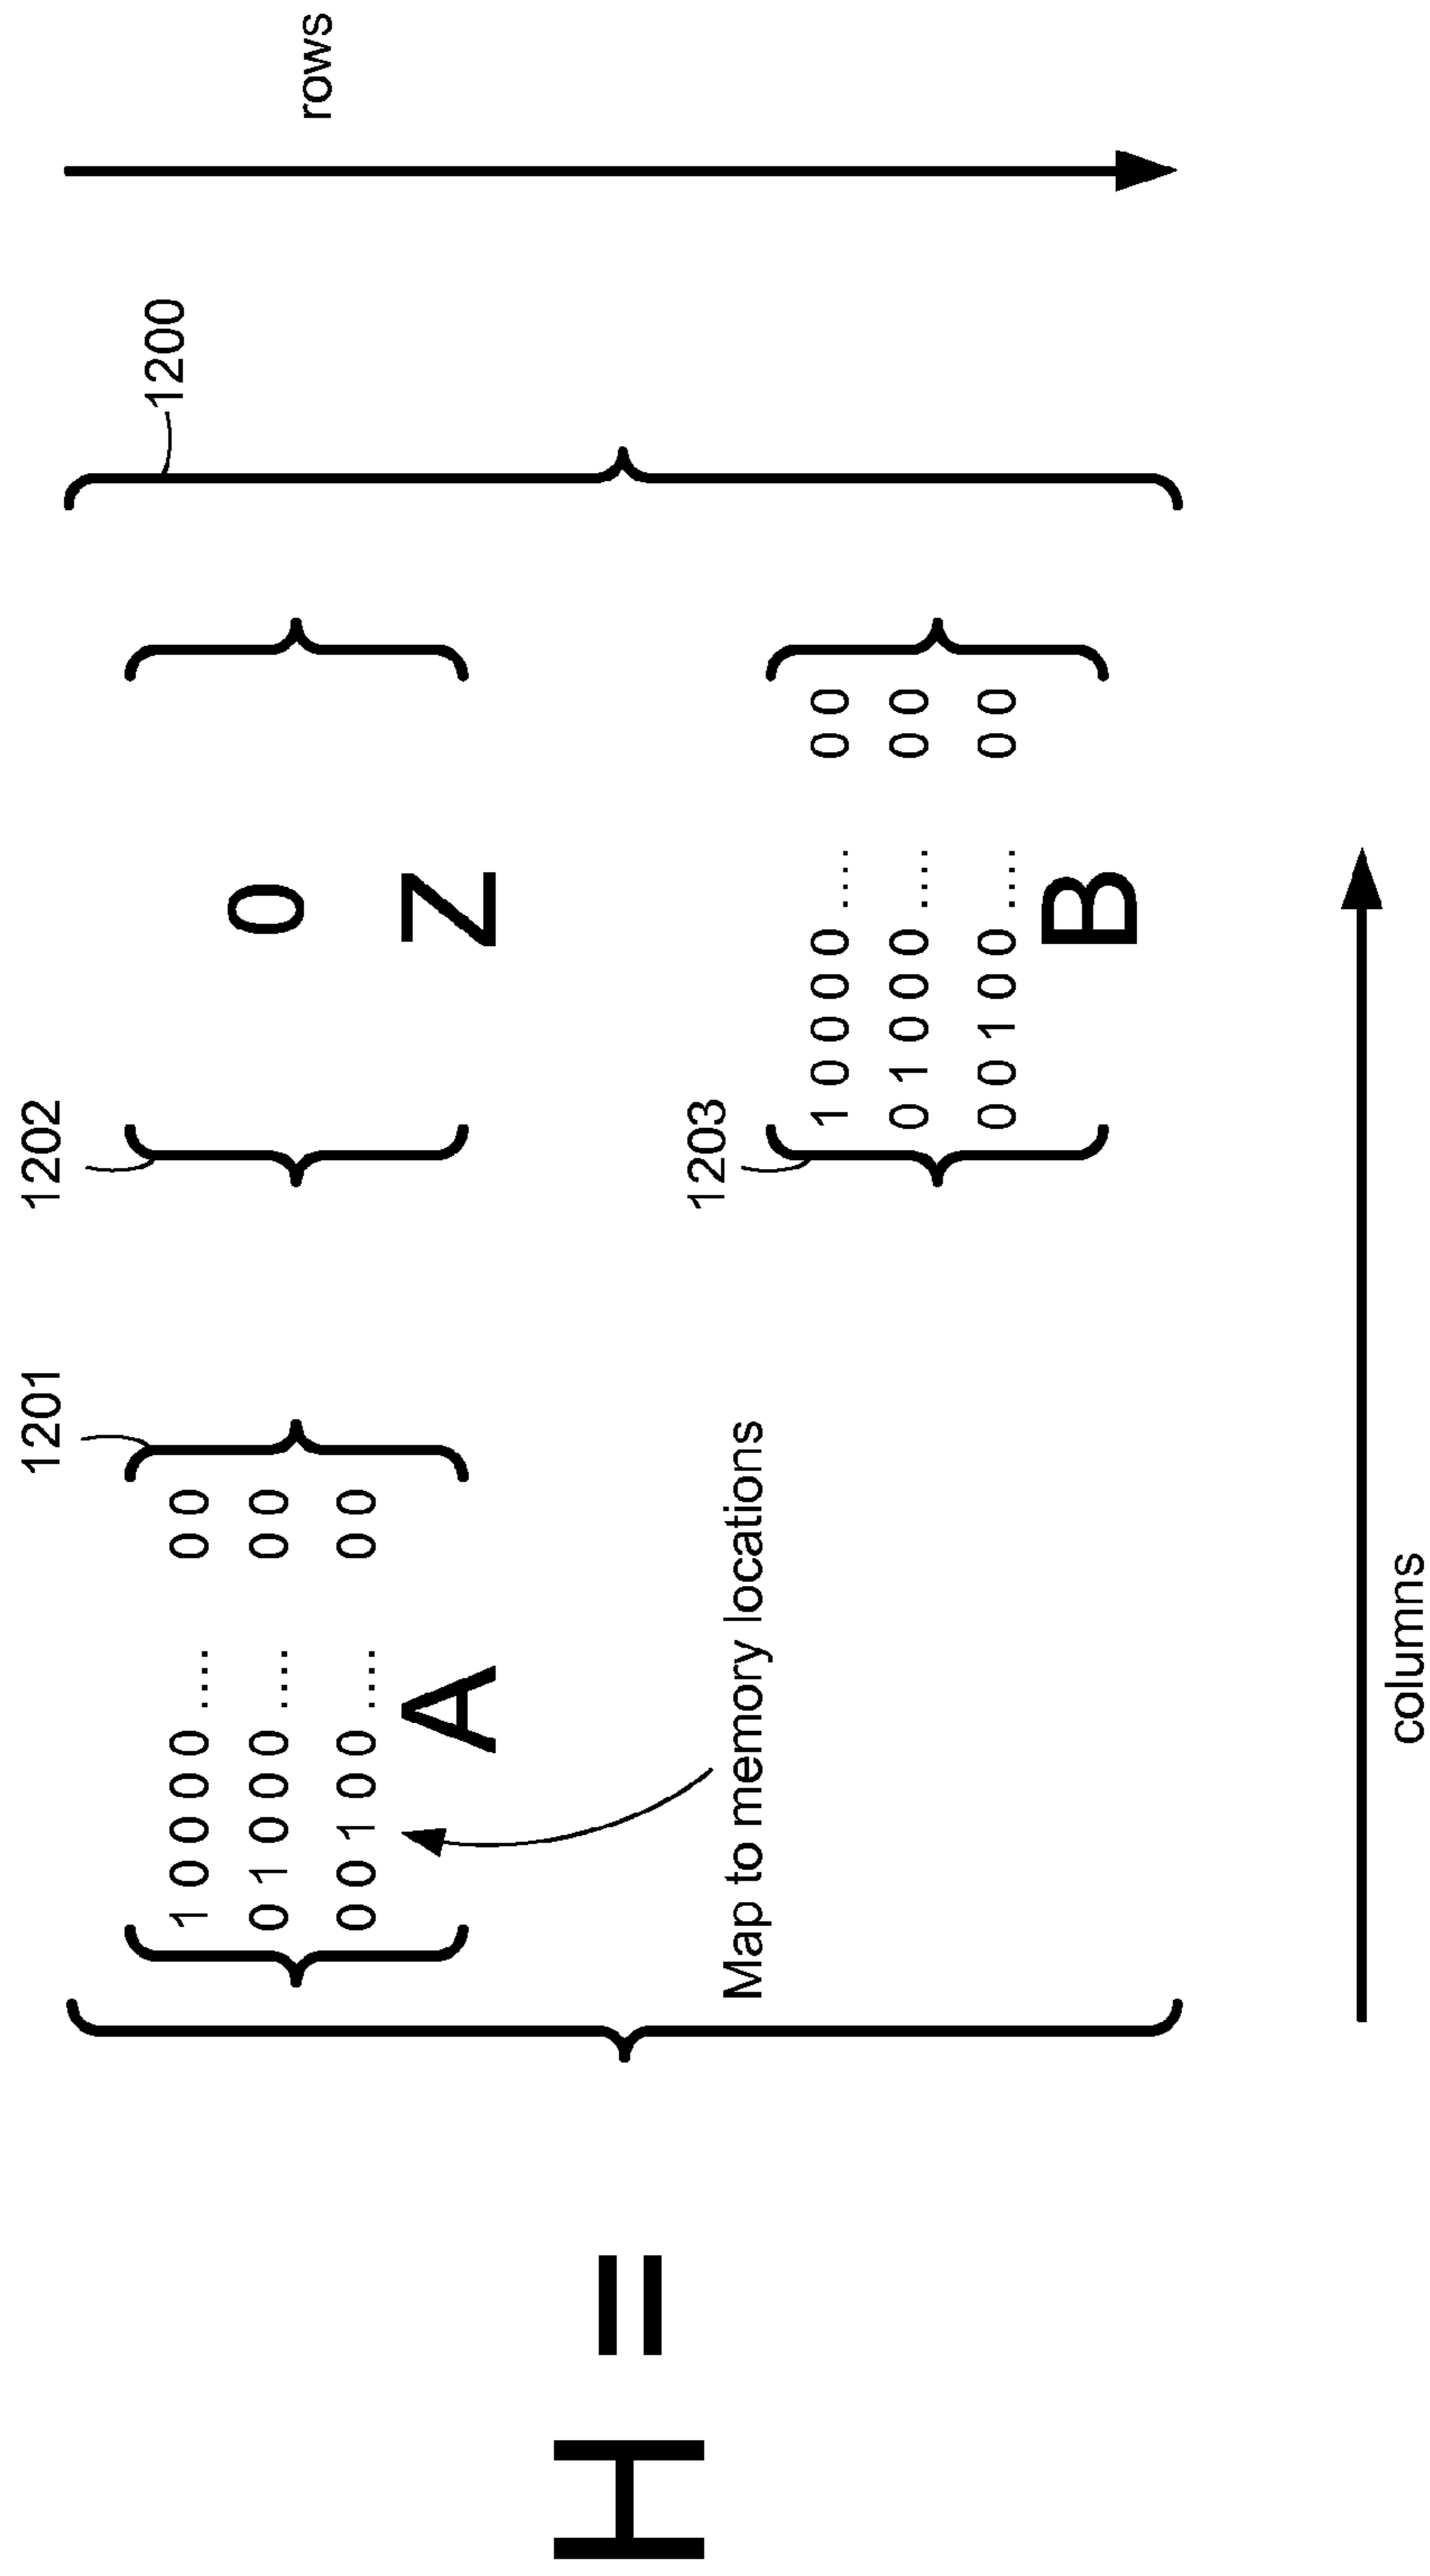 1201
1202
1200
rows
1 0 0 0 0 .... 0 0
0 1 0 0 0 .... 0 0
0 0 1 0 0 .... 0 0
A
0
Z
H =
Map to memory locations
1203
1 0 0 0 0 .... 0 0
0 1 0 0 0 .... 0 0
0 0 1 0 0 .... 0 0
B
columns